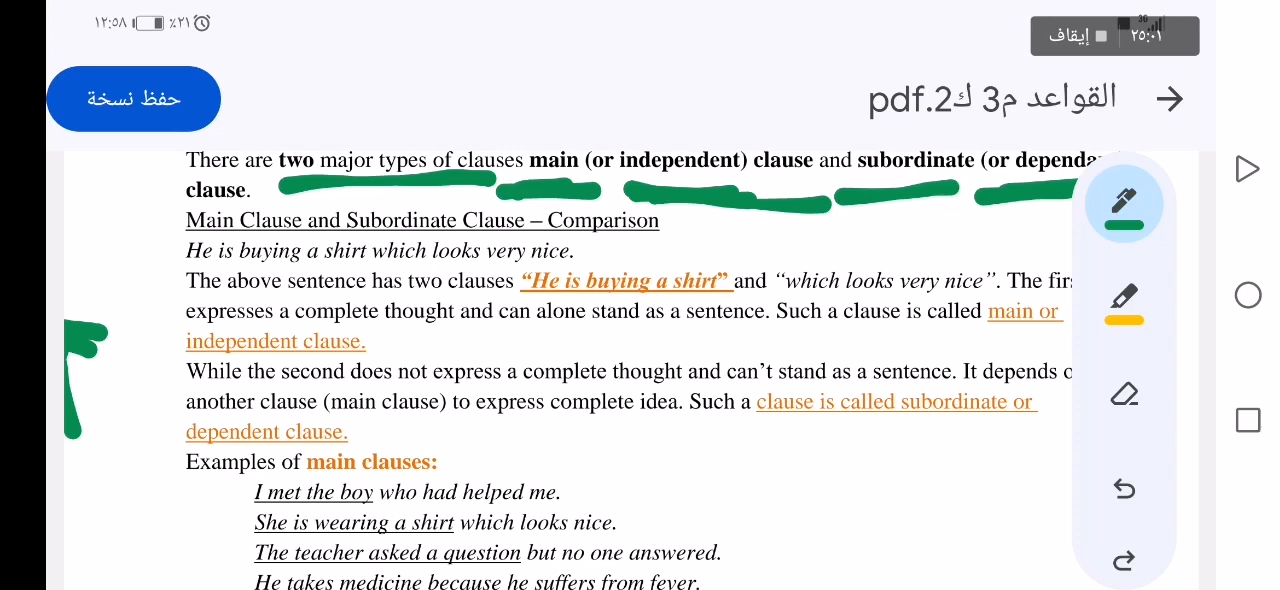 ١٢:٥٨ ٪٢١
3G
٢٥:٠١ إيقاف
حفظ نسخة
القواعد م3 ك2.pdf
There are two major types of clauses main (or independent) clause and subordinate (or
clause.
Main Clause and Subordinate Clause – Comparison
He is buying a shirt which looks very nice.
The above sentence has two clauses “He is buying a shirt” and “which looks very nice”. The
expresses a complete thought and can alone stand as a sentence. Such a clause is called main or
independent clause.
While the second does not express a complete thought and can’t stand as a sentence. It depends
another clause (main clause) to express complete idea. Such a clause is called subordinate or
dependent clause.
Examples of main clauses:
I met the boy who had helped me.
She is wearing a shirt which looks nice.
The teacher asked a question but no one answered.
He takes medicine because he suffers from fever.